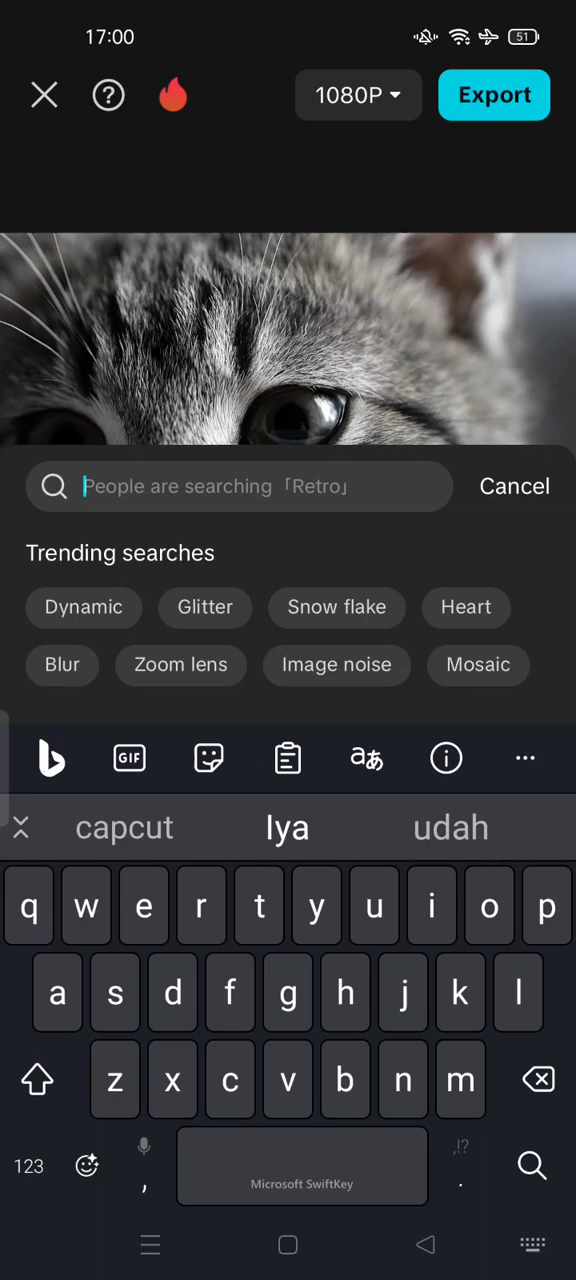 17:00
51
1080P Export
People are searching「Retro」 Cancel
Trending searches
Dynamic Glitter Snow flake Heart
Blur Zoom lens Image noise Mosaic
GIF aあ
capcut Iya udah
q w e r t y u i o p
a s d f g h j k l
z x c v b n m
123 , Microsoft SwiftKey ,!? .